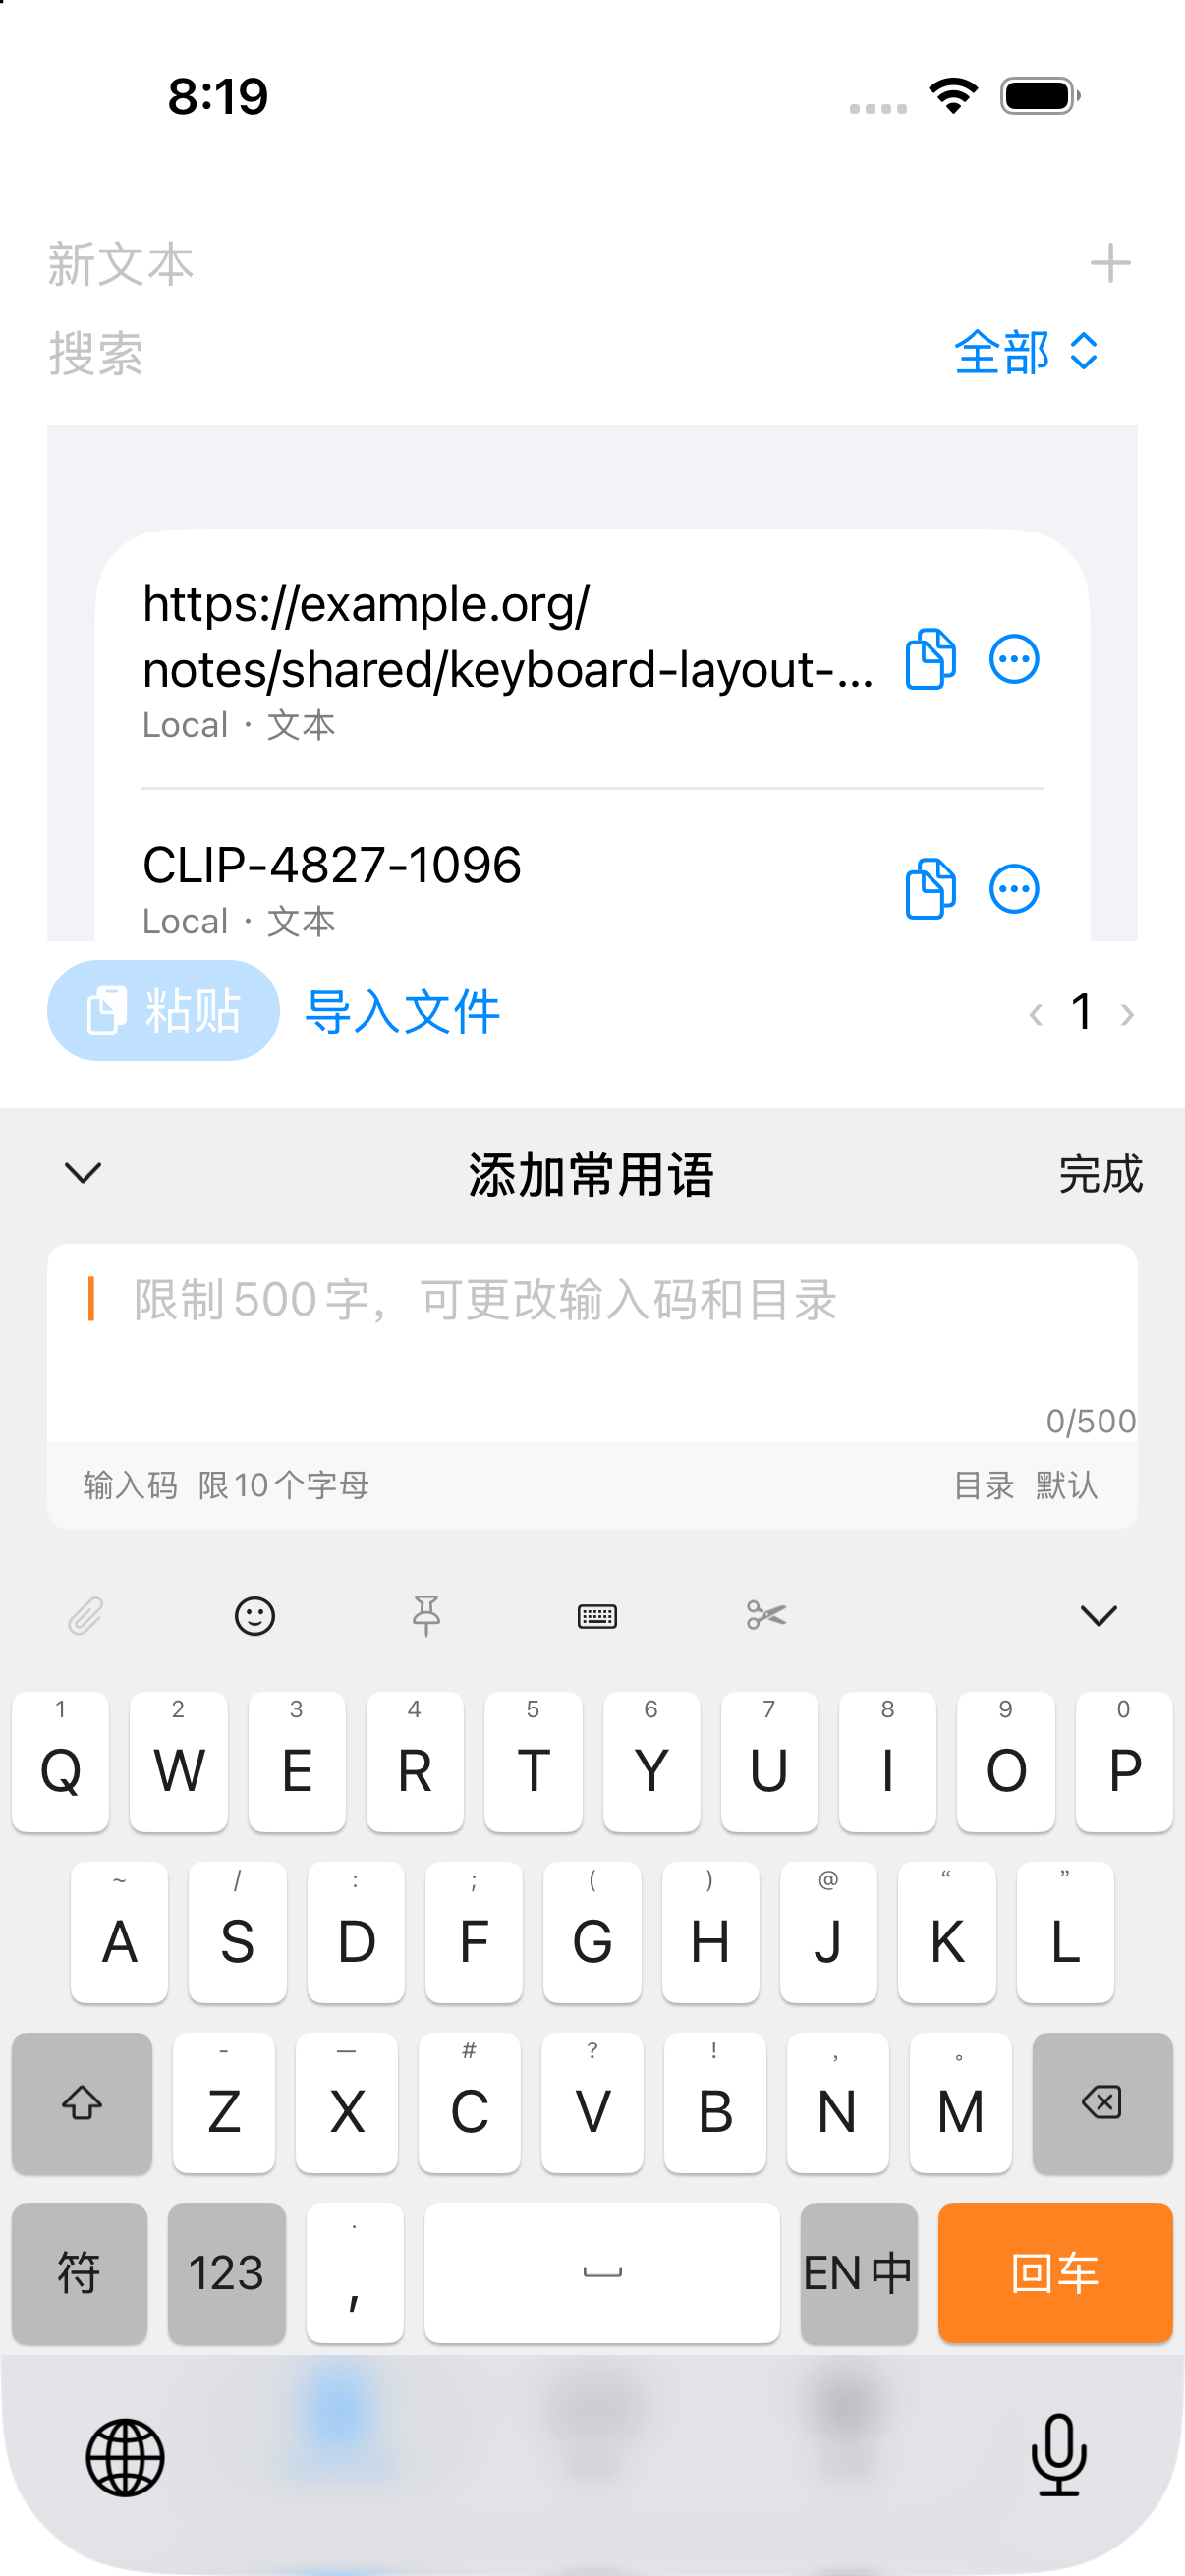 8:19
新文本
搜索 全部
https://example.org/
notes/shared/keyboard-layout-...
Local · 文本
CLIP-4827-1096
Local · 文本
粘贴 导入文件 ‹ 1 ›
添加常用语 完成
限制500字，可更改输入码和目录
0/500
输入码 限10个字母 目录 默认
1 2 3 4 5 6 7 8 9 0
Q W E R T Y U I O P
~ / : ; ( ) @ “ ”
A S D F G H J K L
- — # ? ! , 。
Z X C V B N M
符 123 · , EN中 回车